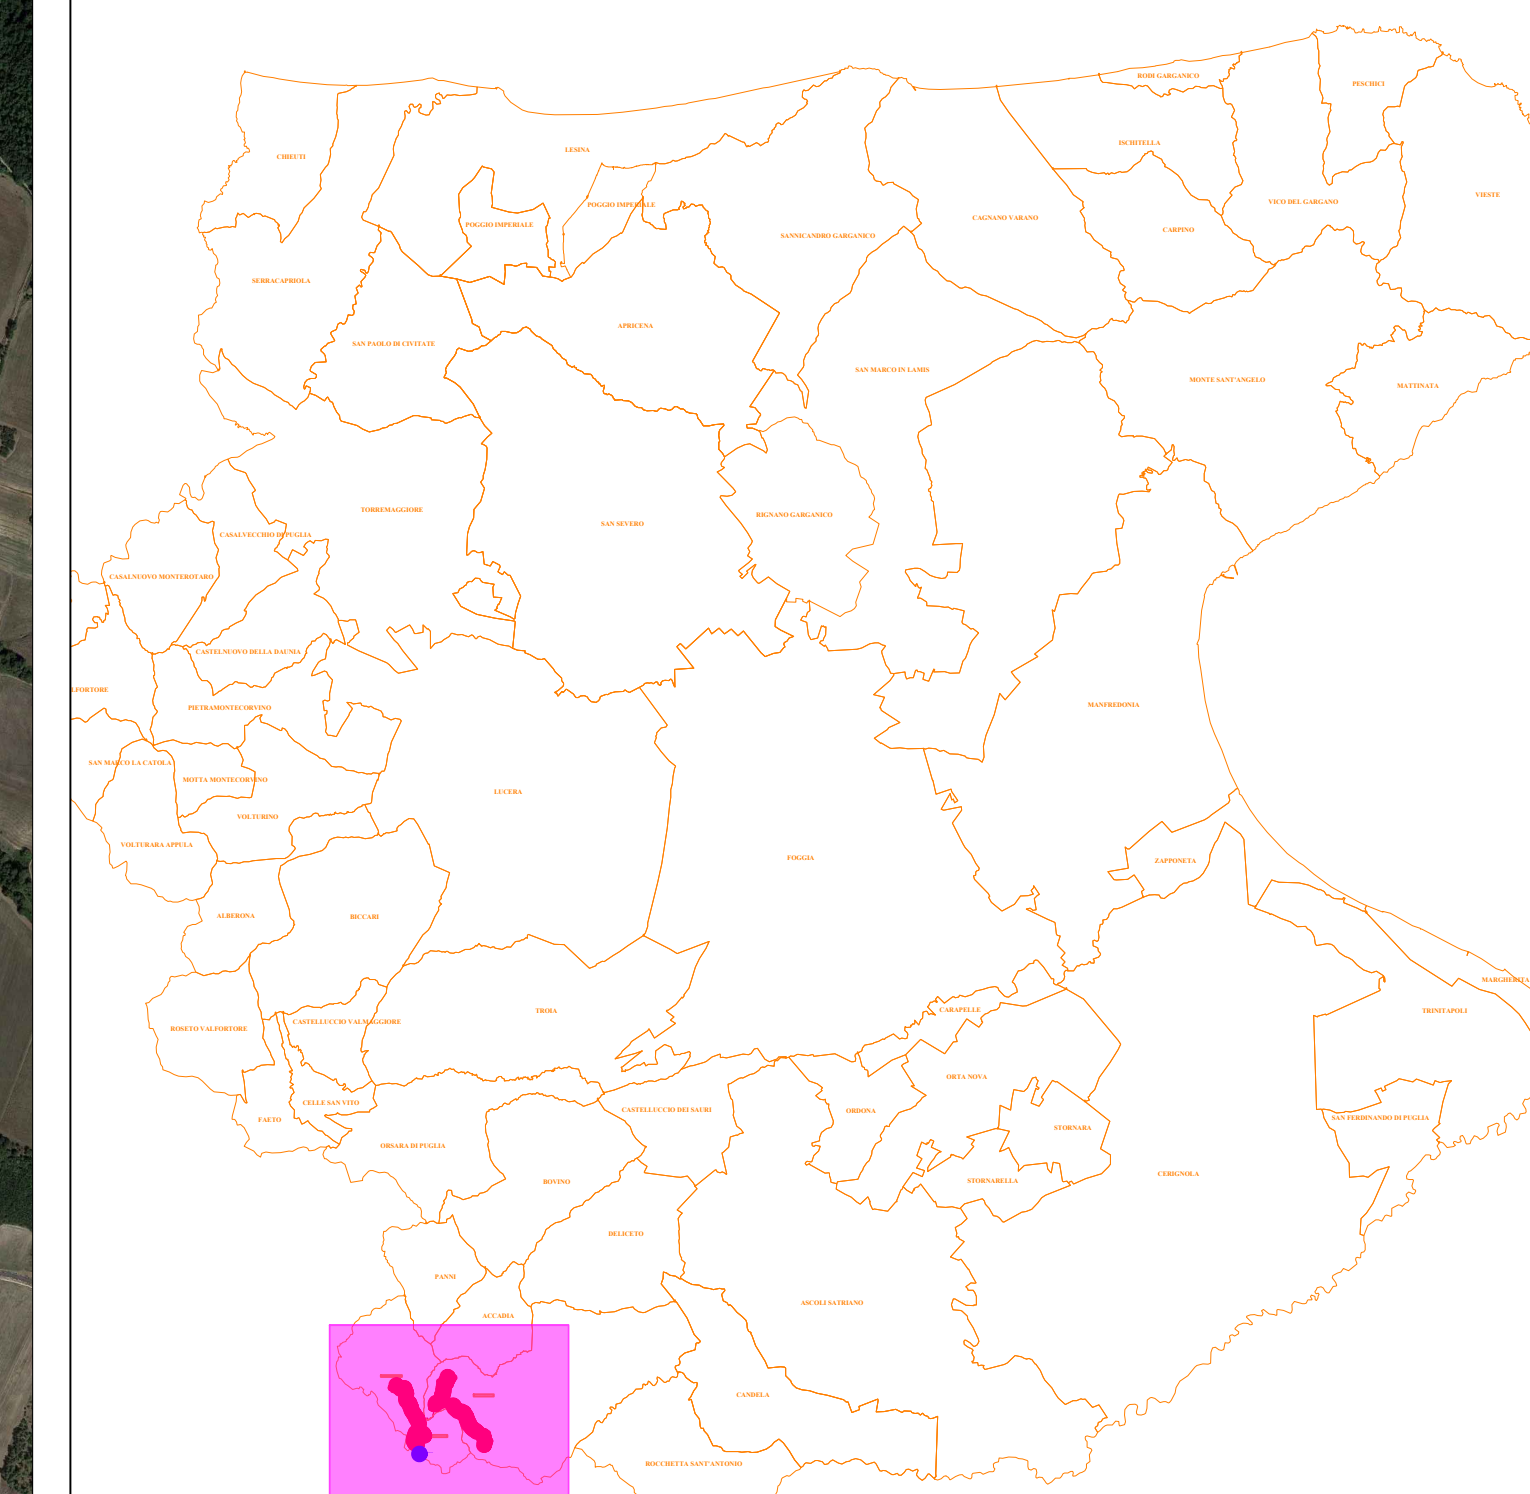 RODI GARGANICO
PESCHICI
CHIEUTI
LESINA
ISCHITELLA
VIESTE
POGGIO IMPERIALE
POGGIO IMPERIALE
SANNICANDRO GARGANICO
CAGNANO VARANO
CARPINO
VICO DEL GARGANO
SERRACAPRIOLA
SAN PAOLO DI CIVITATE
APRICENA
SAN MARCO IN LAMIS
MONTE SANT'ANGELO
MATTINATA
TORREMAGGIORE
SAN SEVERO
RIGNANO GARGANICO
CASALVECCHIO DI PUGLIA
CASALNUOVO MONTEROTARO
CASTELNUOVO DELLA DAUNIA
LFORTORE
PIETRAMONTECORVINO
MANFREDONIA
SAN MARCO LA CATOLA
MOTTA MONTECORVINO
LUCERA
VOLTURINO
VOLTURARA APPULA
FOGGIA
ZAPPONETA
ALBERONA
BICCARI
MARGHERITA
ROSETO VALFORTORE
CASTELLUCCIO VALMAGGIORE
TROIA
CARAPELLE
TRINITAPOLI
ORTA NOVA
FAETO
CELLE SAN VITO
CASTELLUCCIO DEI SAURI
ORDONA
STORNARA
SAN FERDINANDO DI PUGLIA
ORSARA DI PUGLIA
BOVINO
STORNARELLA
CERIGNOLA
DELICETO
PANNI
ACCADIA
ASCOLI SATRIANO
CANDELA
ROCCHETTA SANT'ANTONIO